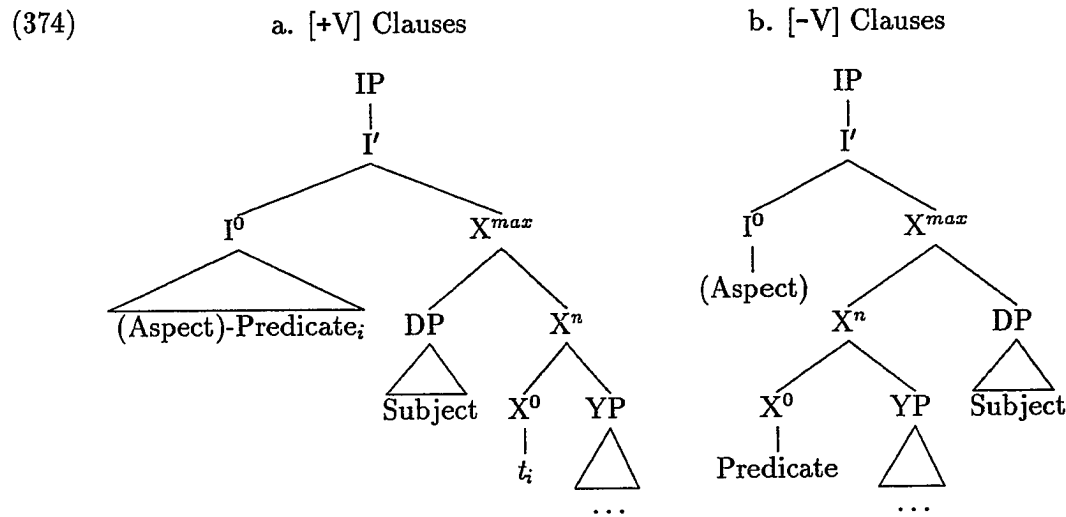 (374) a. [+V] Clauses b. [-V] Clauses
IP IP
I′ I′
I⁰ Xᵐᵃˣ I⁰ Xᵐᵃˣ
(Aspect)-Predicateᵢ DP Xⁿ (Aspect) Xⁿ DP
Subject X⁰ YP X⁰ YP Subject
tᵢ ... Predicate ...